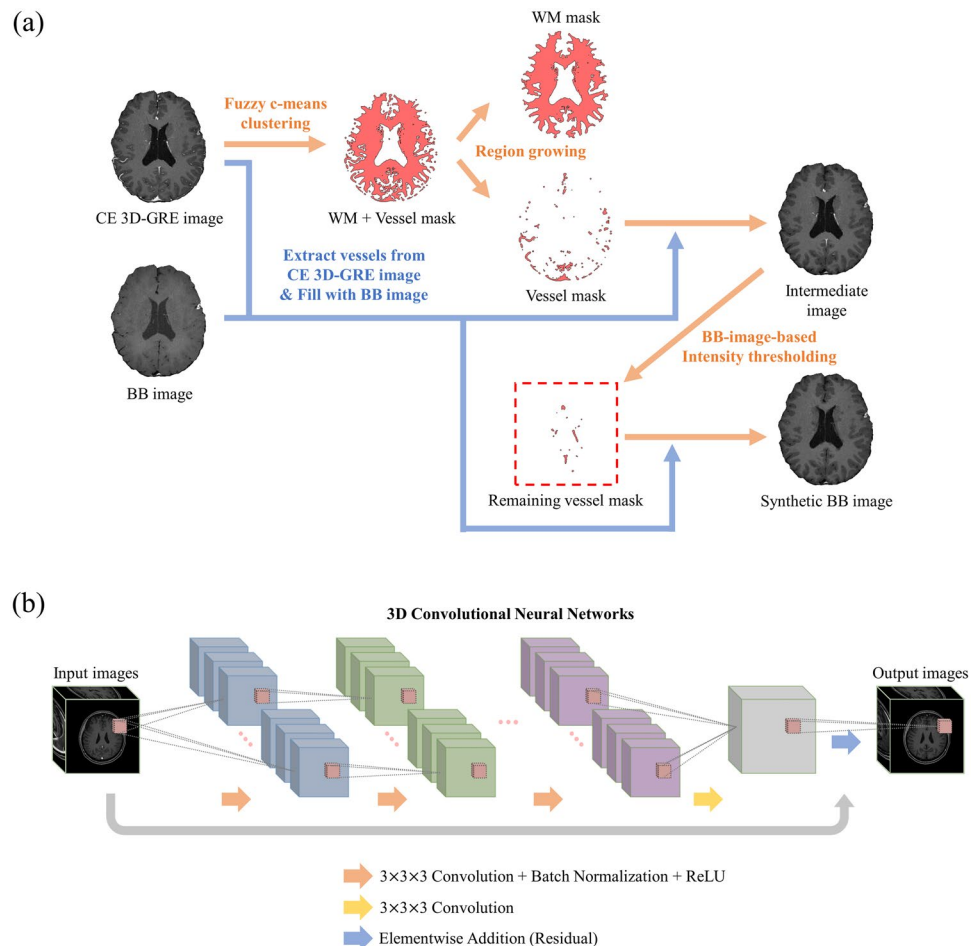 (a)
WM mask
Fuzzy c-means
clustering
Region growing
CE 3D-GRE image
WM + Vessel mask
Extract vessels from
CE 3D-GRE image
& Fill with BB image
Vessel mask
Intermediate
image
BB image
BB-image-based
Intensity thresholding
Remaining vessel mask
Synthetic BB image
(b)
3D Convolutional Neural Networks
Input images
Output images
3×3×3 Convolution + Batch Normalization + ReLU
3×3×3 Convolution
Elementwise Addition (Residual)